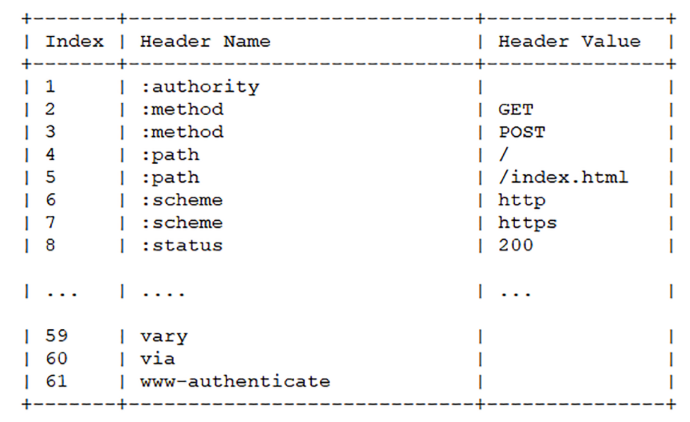 +-------+-----------------------------+---------------+
| Index | Header Name | Header Value |
+-------+-----------------------------+---------------+
| 1 | :authority | |
| 2 | :method | GET |
| 3 | :method | POST |
| 4 | :path | / |
| 5 | :path | /index.html |
| 6 | :scheme | http |
| 7 | :scheme | https |
| 8 | :status | 200 |
| ... | .... | ... |
| 59 | vary | |
| 60 | via | |
| 61 | www-authenticate | |
+-------+-----------------------------+---------------+